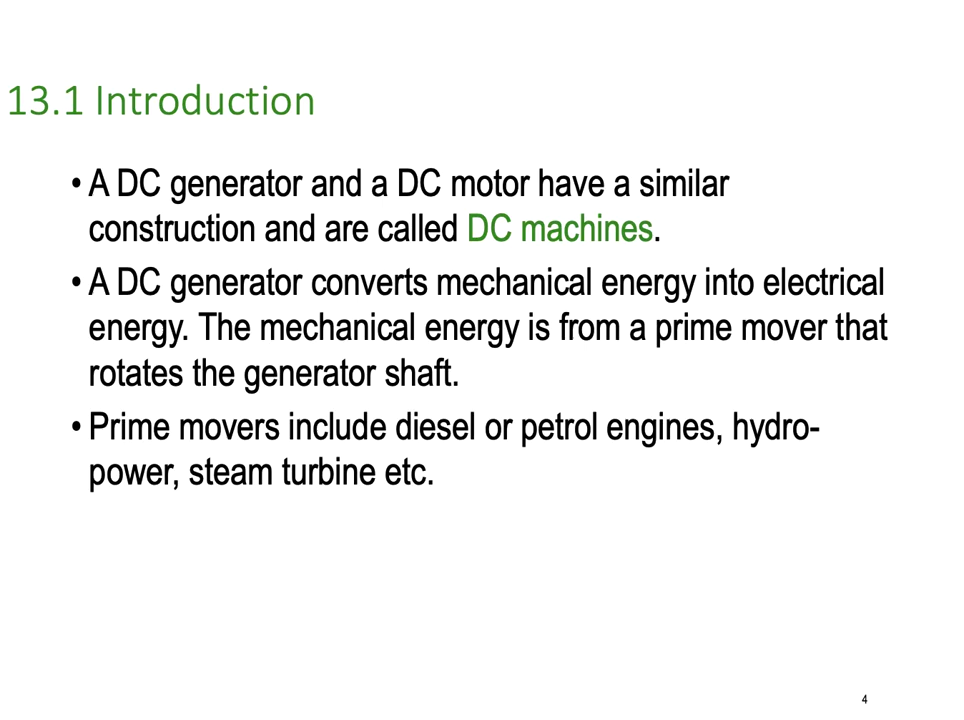 13.1 Introduction
• A DC generator and a DC motor have a similar
construction and are called DC machines.
• A DC generator converts mechanical energy into electrical
energy. The mechanical energy is from a prime mover that
rotates the generator shaft.
• Prime movers include diesel or petrol engines, hydro-
power, steam turbine etc.
4